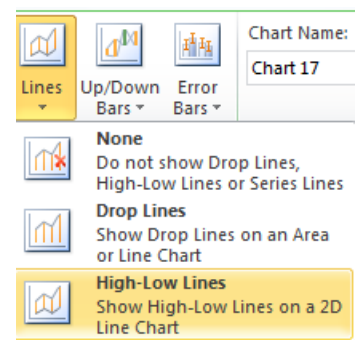 Lines
Up/Down
Bars
Error
Bars
Chart Name:
Chart 17
None
Do not show Drop Lines,
High-Low Lines or Series Lines
Drop Lines
Show Drop Lines on an Area
or Line Chart
High-Low Lines
Show High-Low Lines on a 2D
Line Chart